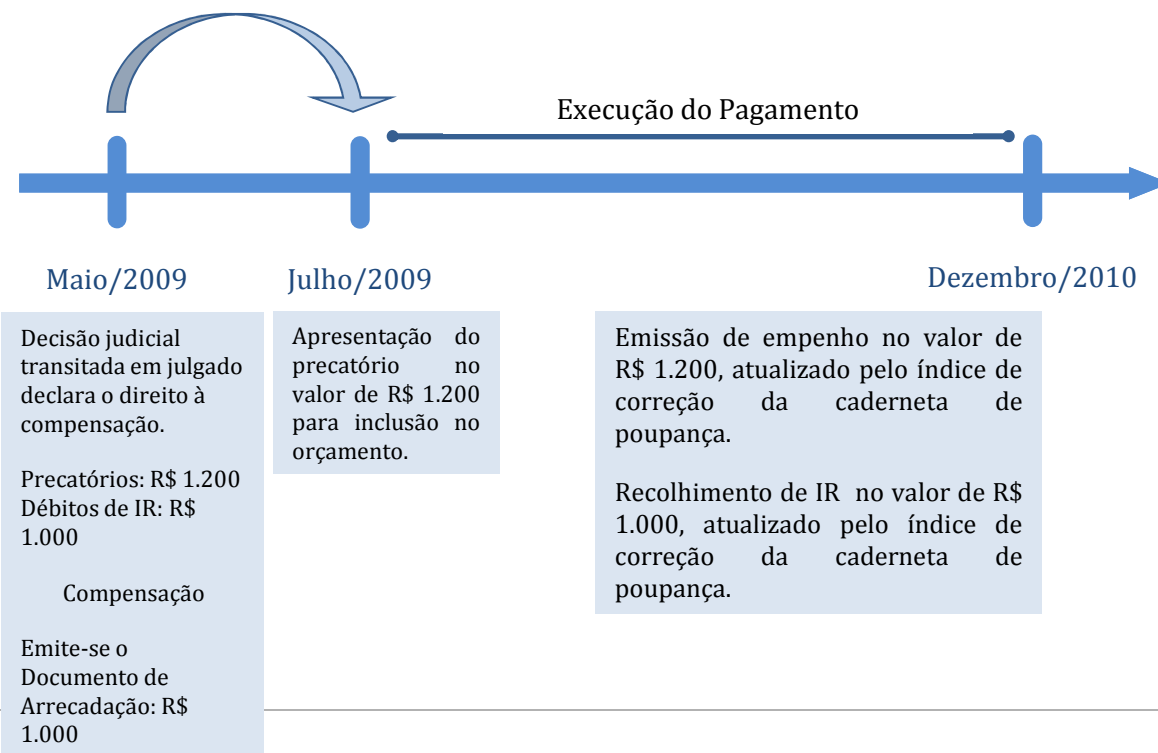 Execução do Pagamento
Maio/2009
Julho/2009
Dezembro/2010
Decisão judicial
transitada em julgado
declara o direito à
compensação.
Precatórios: R$ 1.200
Débitos de IR: R$
1.000
Compensação
Emite-se o
Documento de
Arrecadação: R$
1.000
Apresentação do
precatório no
valor de R$ 1.200
para inclusão no
orçamento.
Emissão de empenho no valor de
R$ 1.200, atualizado pelo índice de
correção da caderneta de
poupança.
Recolhimento de IR no valor de R$
1.000, atualizado pelo índice de
correção da caderneta de
poupança.